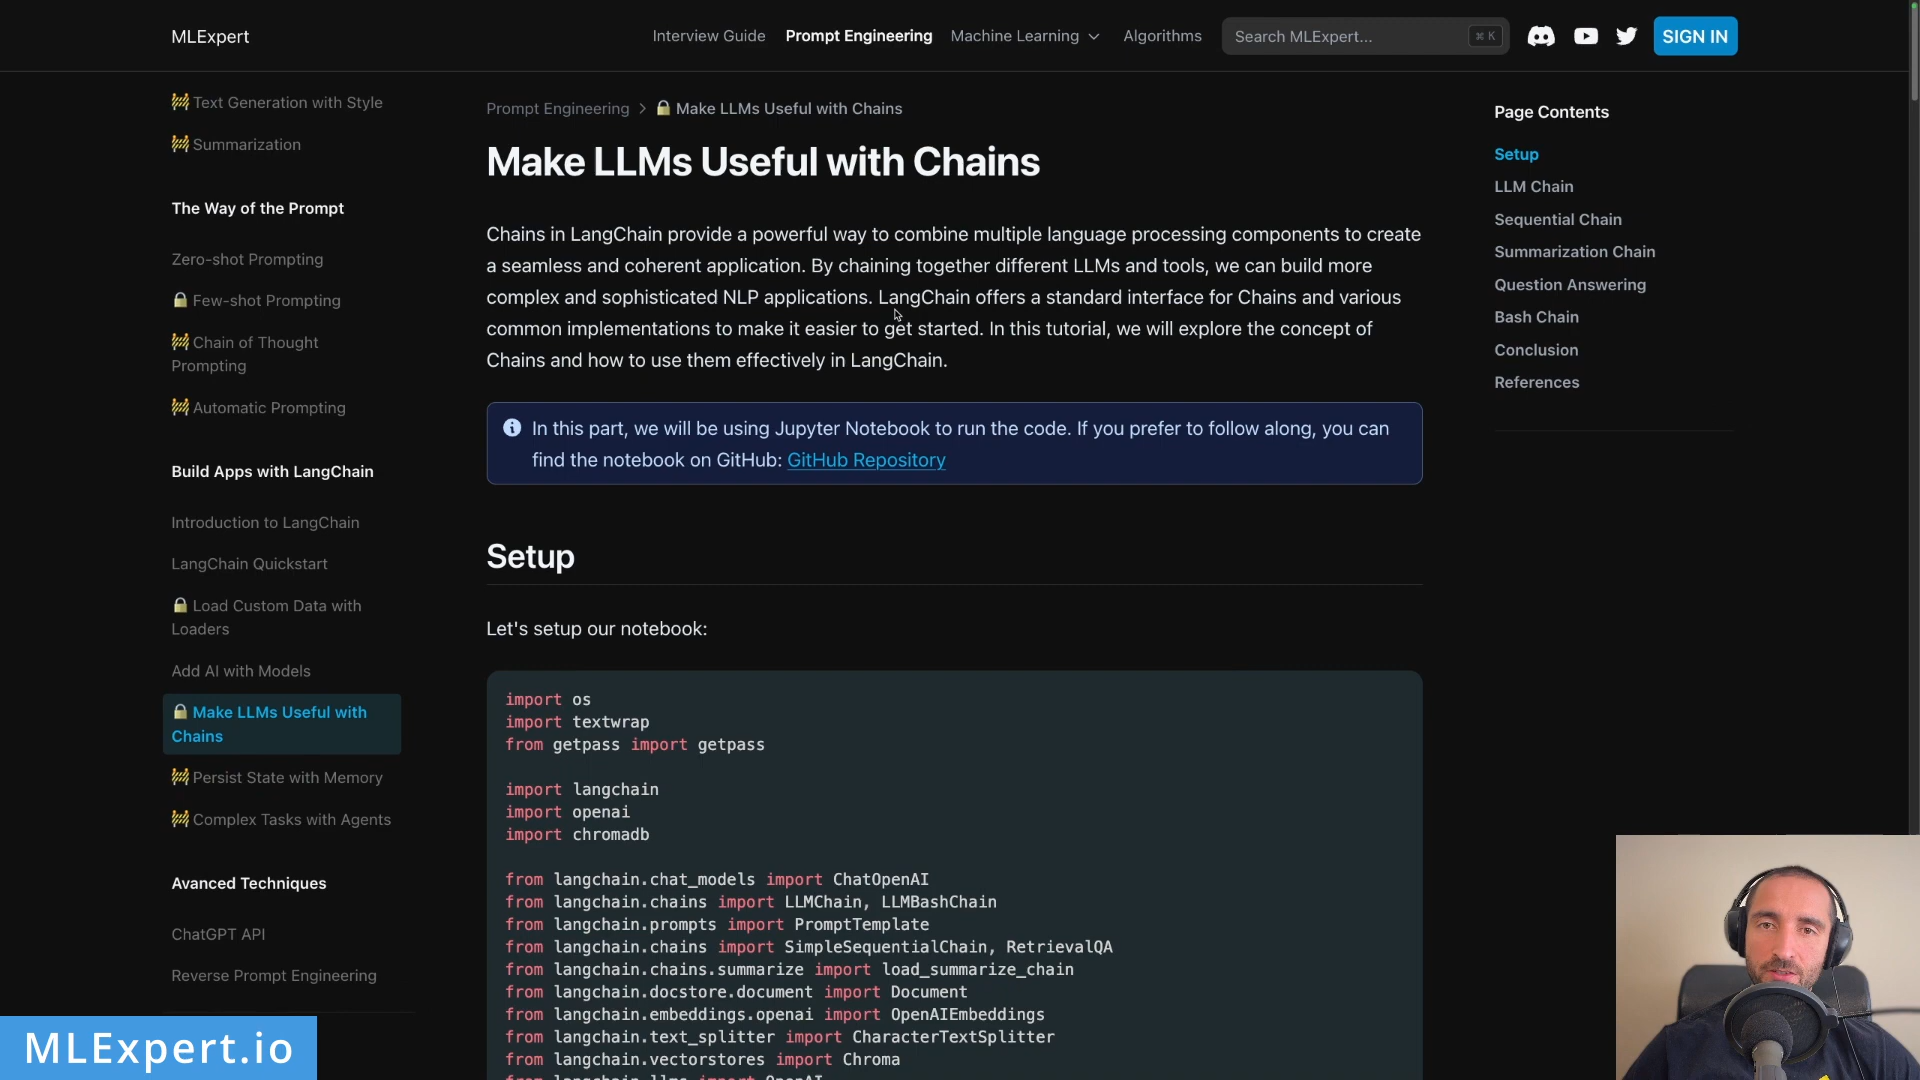 MLExpert
Interview Guide
Prompt Engineering
Machine Learning
Algorithms
Search MLExpert...
⌘ K
SIGN IN
🚧 Text Generation with Style
🚧 Summarization
The Way of the Prompt
Zero-shot Prompting
🔒 Few-shot Prompting
🚧 Chain of Thought
Prompting
🚧 Automatic Prompting
Build Apps with LangChain
Introduction to LangChain
LangChain Quickstart
🔒 Load Custom Data with
Loaders
Add AI with Models
🔒 Make LLMs Useful with
Chains
🚧 Persist State with Memory
🚧 Complex Tasks with Agents
Avanced Techniques
ChatGPT API
Reverse Prompt Engineering
MLExpert.io
Prompt Engineering > 🔒 Make LLMs Useful with Chains
Make LLMs Useful with Chains
Chains in LangChain provide a powerful way to combine multiple language processing components to create
a seamless and coherent application. By chaining together different LLMs and tools, we can build more
complex and sophisticated NLP applications. LangChain offers a standard interface for Chains and various
common implementations to make it easier to get started. In this tutorial, we will explore the concept of
Chains and how to use them effectively in LangChain.
In this part, we will be using Jupyter Notebook to run the code. If you prefer to follow along, you can
find the notebook on GitHub: GitHub Repository
Setup
Let's setup our notebook:
import os
import textwrap
from getpass import getpass
import langchain
import openai
import chromadb
from langchain.chat_models import ChatOpenAI
from langchain.chains import LLMChain, LLMBashChain
from langchain.prompts import PromptTemplate
from langchain.chains import SimpleSequentialChain, RetrievalQA
from langchain.chains.summarize import load_summarize_chain
from langchain.docstore.document import Document
from langchain.embeddings.openai import OpenAIEmbeddings
from langchain.text_splitter import CharacterTextSplitter
from langchain.vectorstores import Chroma
from langchain.llms import OpenAI
Page Contents
Setup
LLM Chain
Sequential Chain
Summarization Chain
Question Answering
Bash Chain
Conclusion
References